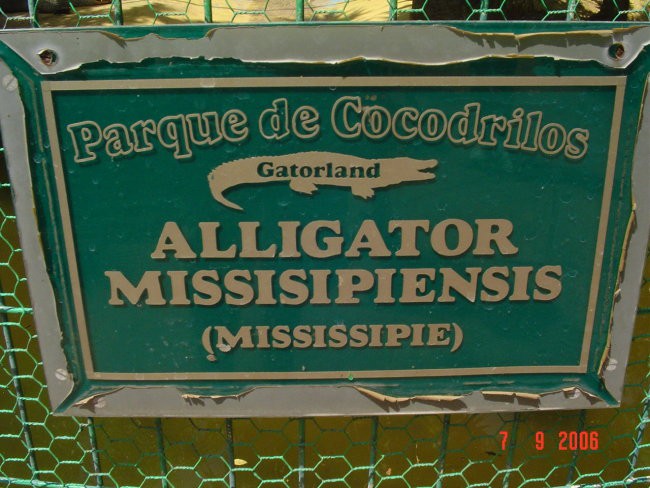 Parque de Cocodrilos
Gatorland
ALLIGATOR
MISSISIPIENSIS
(MISSISSIPIE)
7 9 2006